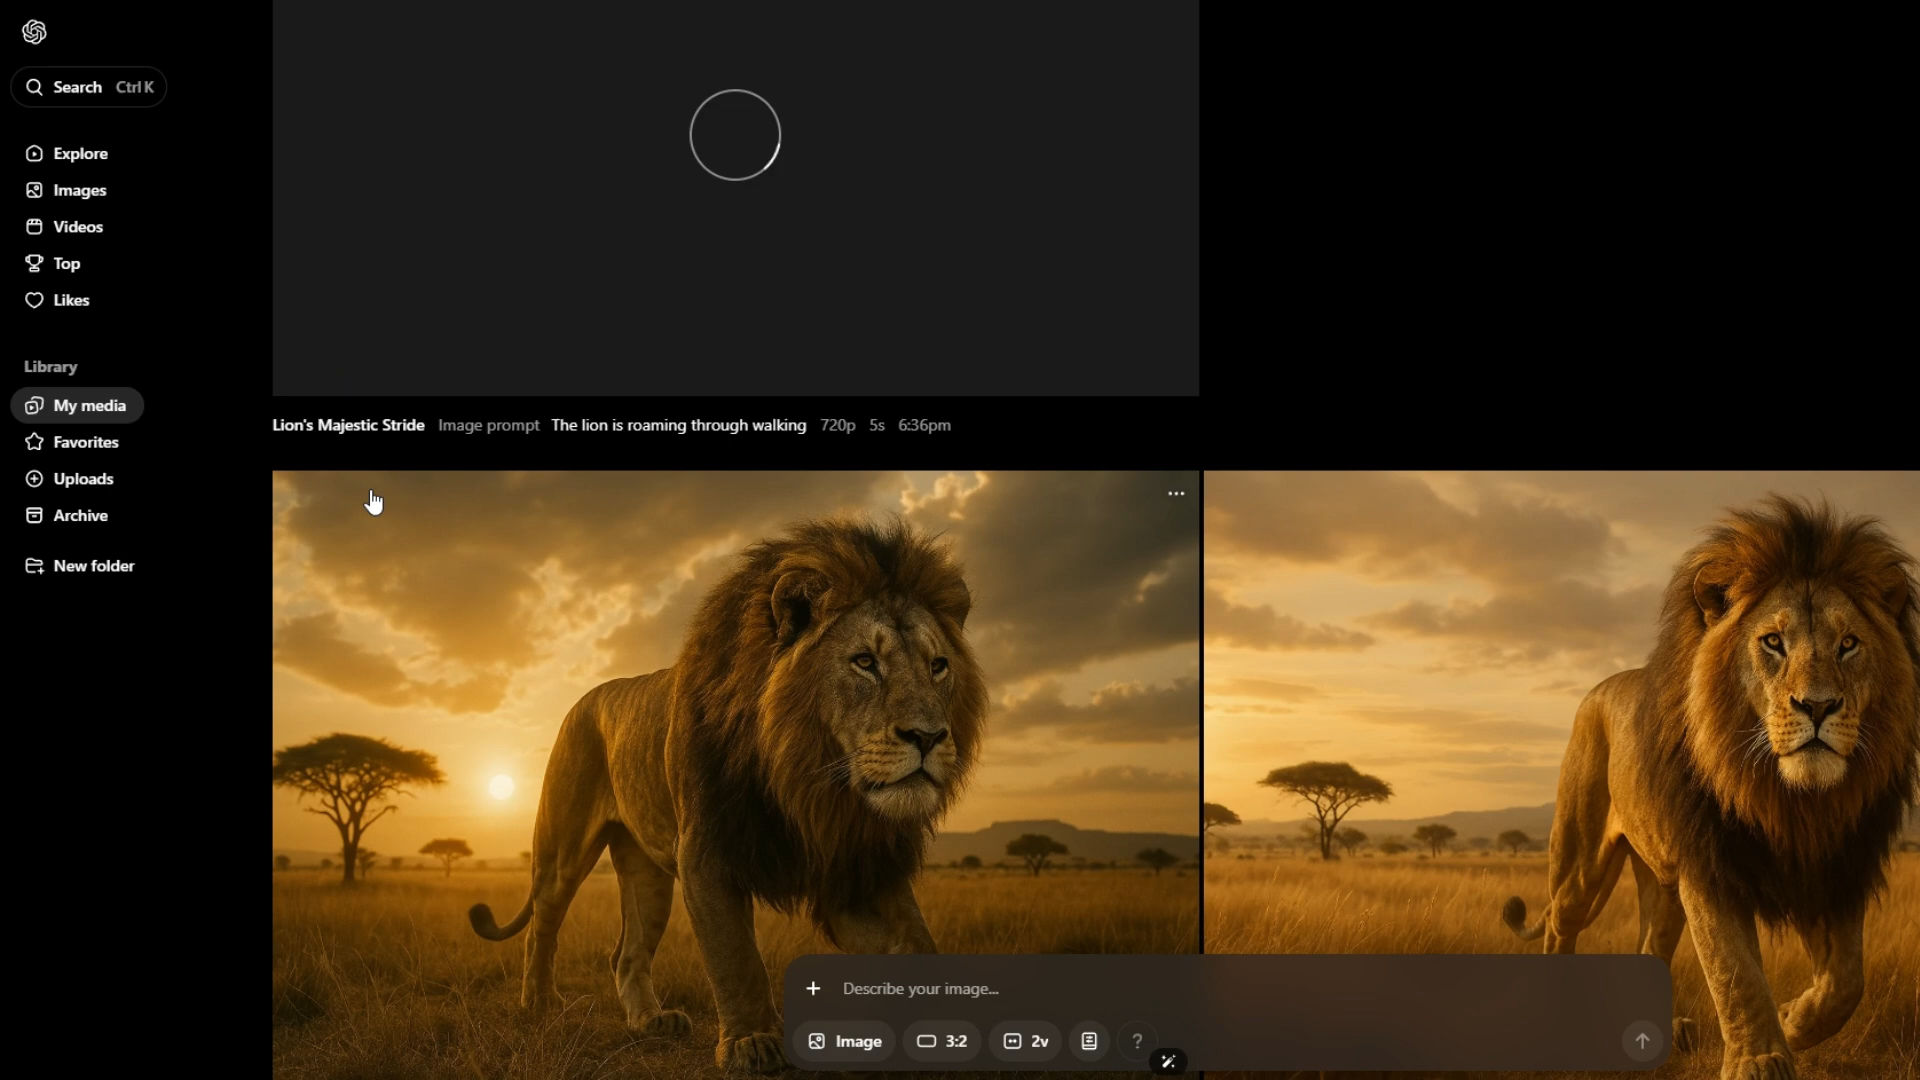 Search Ctrl K
Explore
Images
Videos
Top
Likes
Library
My media
Favorites
Uploads
Archive
New folder
Lion's Majestic Stride Image prompt The lion is roaming through walking 720p 5s 6:36pm
Describe your image...
Image 3:2 2v ?